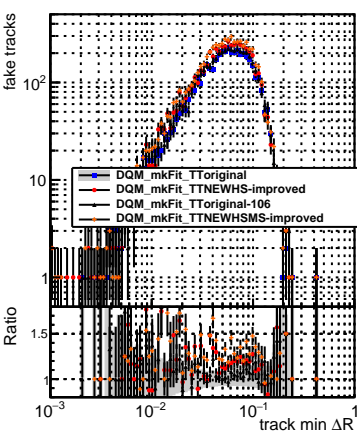 fake tracks
10²
10
1
DQM_mkFit_TToriginal
DQM_mkFit_TTNEWHS-improved
DQM_mkFit_TToriginal-106
DQM_mkFit_TTNEWHSMS-improved
Ratio
1.5
1
10⁻³ 10⁻² 10⁻¹ 1
track min ΔR